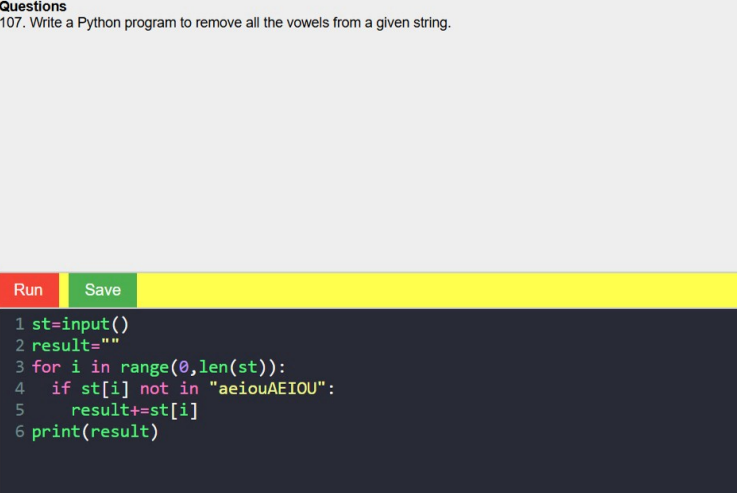 Questions
107. Write a Python program to remove all the vowels from a given string.
Run Save
1 st=input()
2 result=""
3 for i in range(0,len(st)):
4   if st[i] not in "aeiouAEIOU":
5     result+=st[i]
6 print(result)